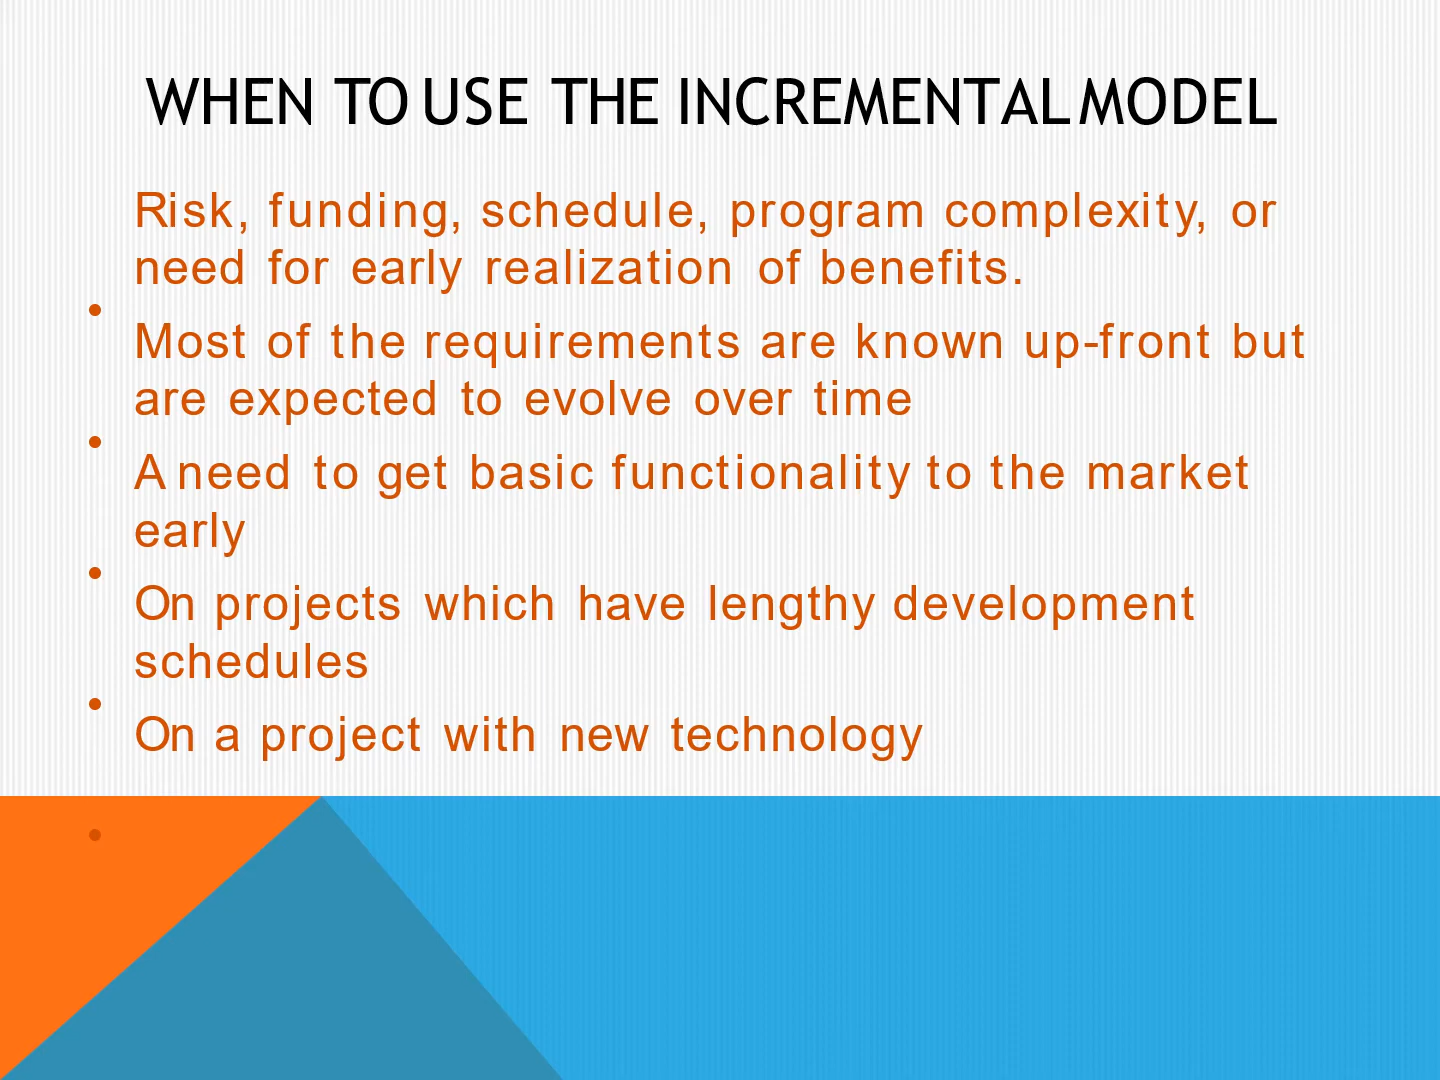 WHEN TO USE THE INCREMENTAL MODEL
Risk, funding, schedule, program complexity, or
need for early realization of benefits.
•
Most of the requirements are known up-front but
are expected to evolve over time
•
A need to get basic functionality to the market
early
•
On projects which have lengthy development
schedules
•
On a project with new technology
•